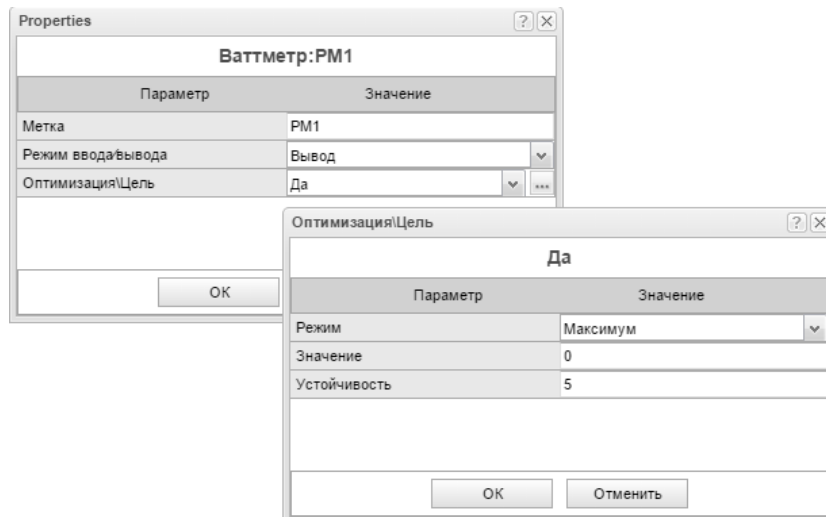 Properties
Ваттметр:PM1
Параметр Значение
Метка PM1
Режим ввода/вывода Вывод
Оптимизация\Цель Да ...
OK
Оптимизация\Цель
Да
Параметр Значение
Режим Максимум
Значение 0
Устойчивость 5
OK Отменить